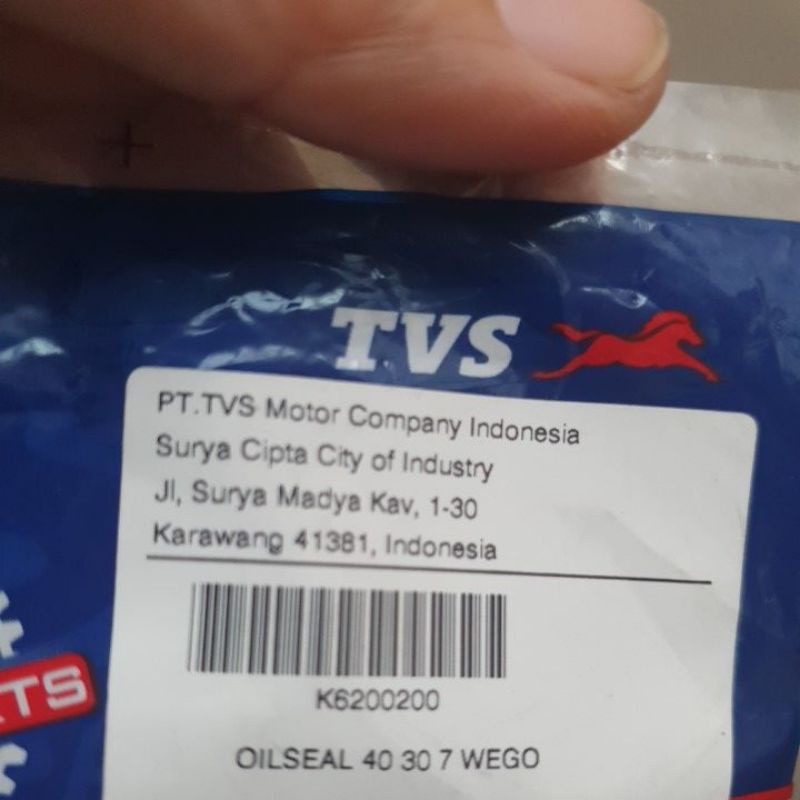 TVS
PT.TVS Motor Company Indonesia
Surya Cipta City of Industry
Jl, Surya Madya Kav, 1-30
Karawang 41381, Indonesia
K6200200
TS
OILSEAL 40 30 7 WEGO